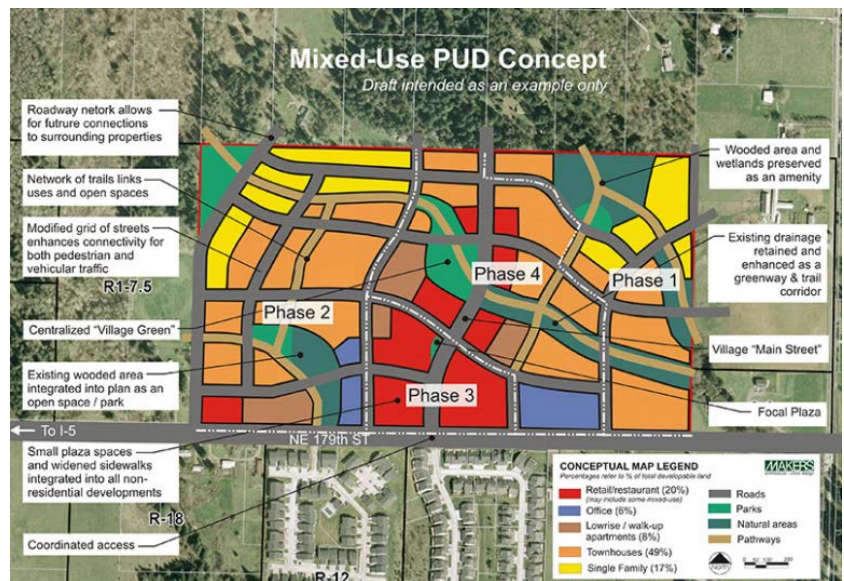 Mixed-Use PUD Concept
Draft intended as an example only
Roadway netork allows
for futrure connections
to surrounding properties
Network of trails links
uses and open spaces
Modified grid of streets
enhances connectivity for
both pedestrian and
vehicular traffic
R1-7.5
Centralized "Village Green"
Existing wooded area
integrated into plan as an
open space / park
To I-5
Small plaza spaces
and widened sidewalks
integrated into all non-
residential developments
R-18
Coordinated access
R-12
NE 179th ST
Phase 2
Phase 3
Phase 4
Phase 1
Wooded area and
wetlands preserved
as an amenity
Existing drainage
retained and
enhanced as a
greenway & trail
corridor
Village "Main Street"
Focal Plaza
CONCEPTUAL MAP LEGEND
Percentages refer to % of total developable-land
Retail/restaurant (20%)
(may include some mixed-use)
Office (6%)
Lowrise / walk-up
apartments (8%)
Townhouses (49%)
Single Family (17%)
MAKERS
Roads
Parks
Natural areas
Pathways
North
0 50 100 200